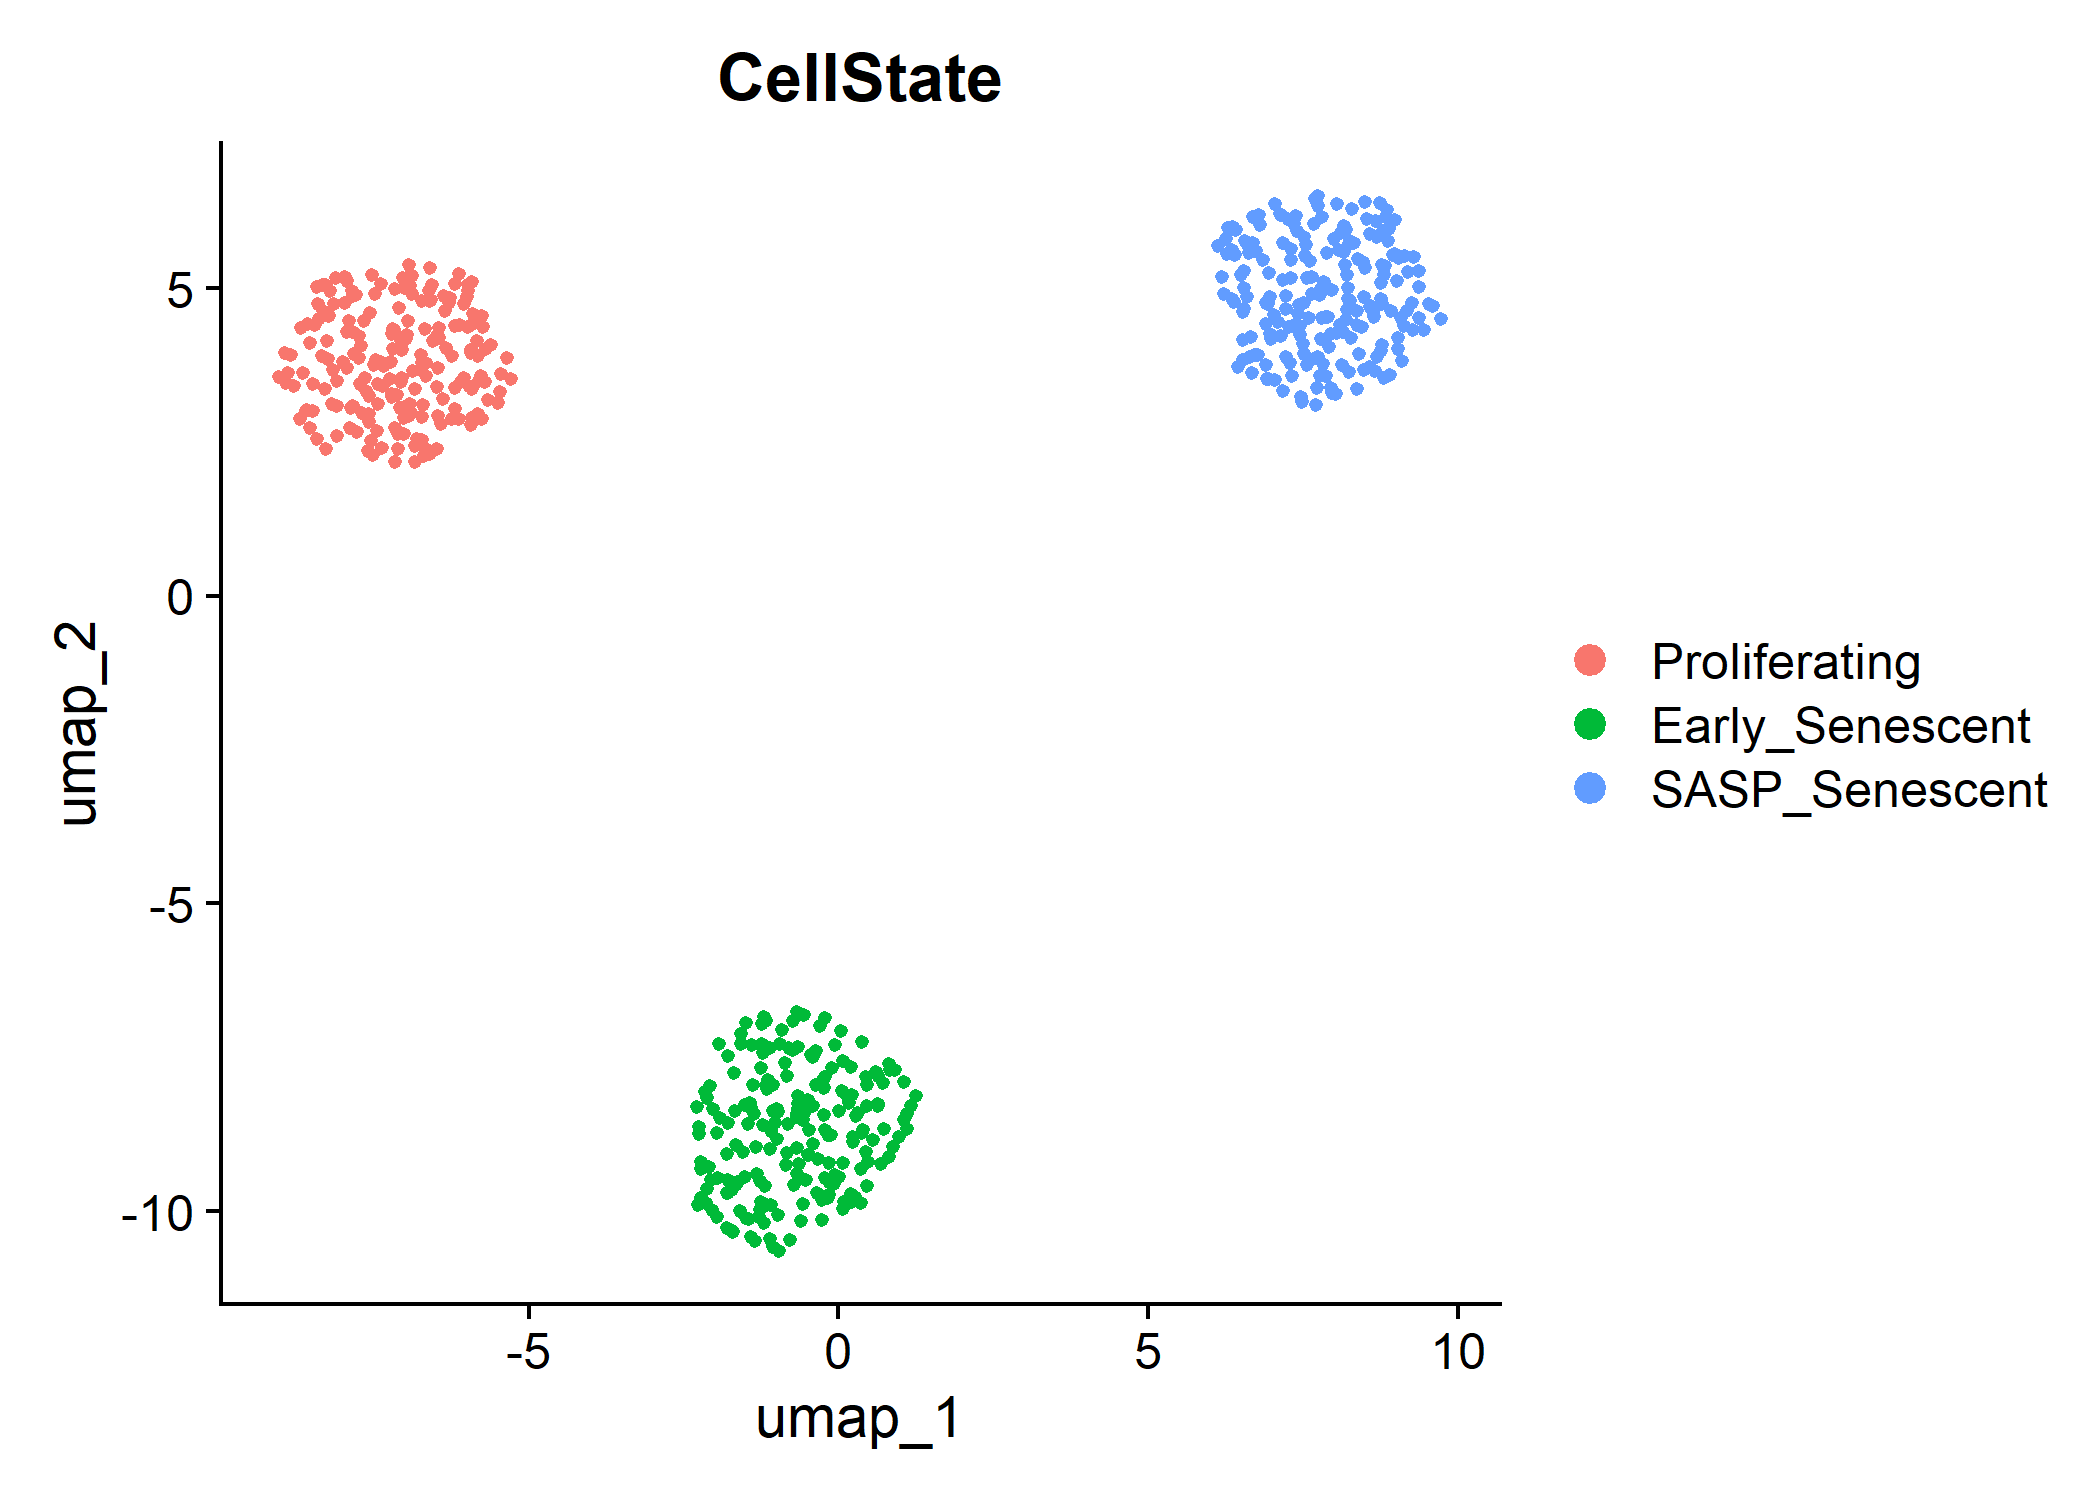 CellState
5
0
-5
-10
umap_2
-5 0 5 10
umap_1
Proliferating
Early_Senescent
SASP_Senescent